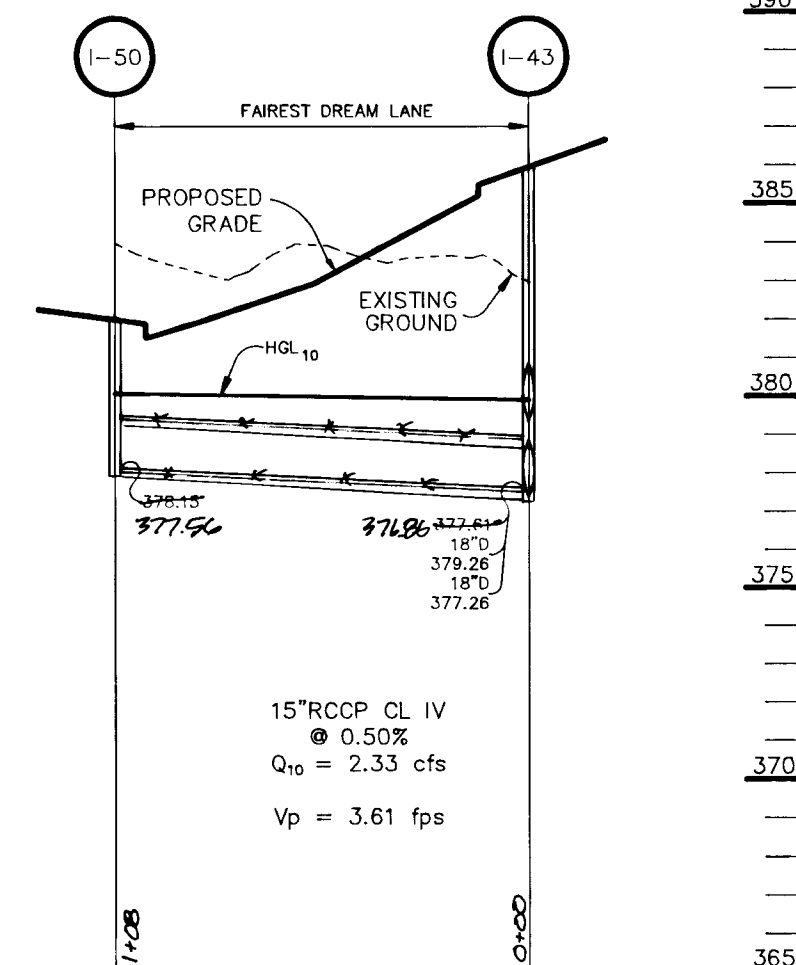 390
I-50
I-43
FAIREST DREAM LANE
PROPOSED
GRADE
385
EXISTING
GROUND
HGL10
380
378.15
377.56
376.86 377.61
18"D
379.26
18"D
377.26
375
15"RCCP CL IV
@ 0.50%
Q10 = 2.33 cfs
Vp = 3.61 fps
370
1+08
0+00
365